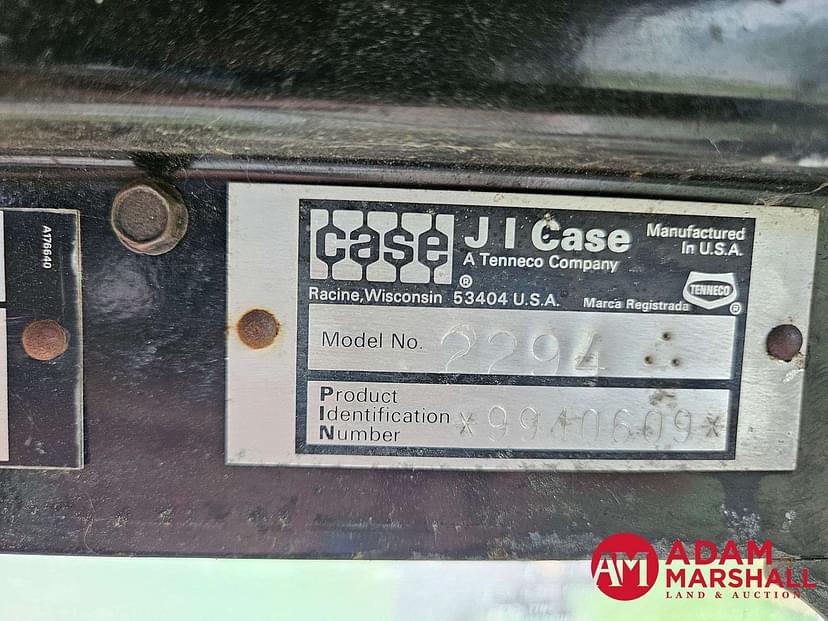 A176640
case
®
J I Case
A Tenneco Company
Manufactured
In U.S.A.
Racine, Wisconsin 53404 U.S.A.
Marca Registrada
TENNECO
®
Model No. 2294
Product
Identification
Number
*9940609*
AM
ADAM
MARSHALL
LAND & AUCTION